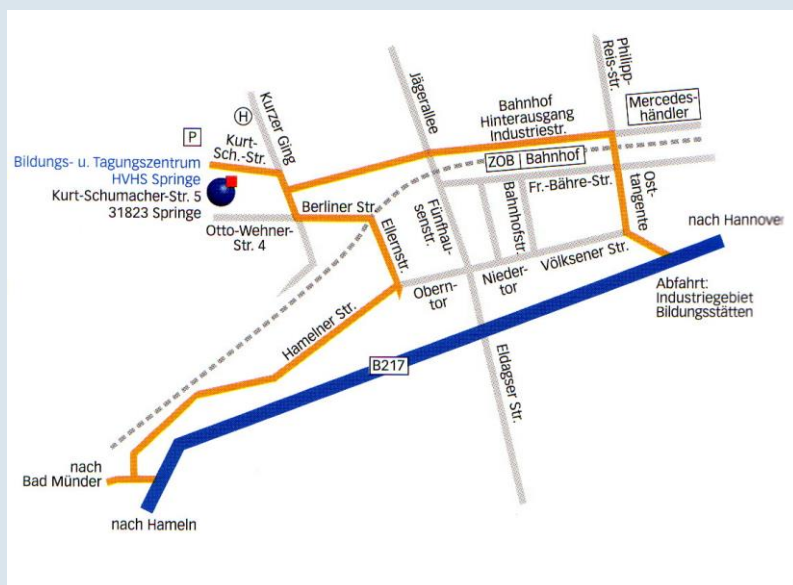 Philipp-
Reis-str.
Jägerallee
Kurzer Ging
H
P
Kurt-
Sch.-Str.
Bahnhof
Hinterausgang
Industriestr.
Mercedes-
händler
ZOB | Bahnhof
Bildungs- u. Tagungszentrum
HVHS Springe
Kurt-Schumacher-Str. 5
31823 Springe
Otto-Wehner-
Str. 4
Berliner Str.
Ellernstr.
Fünfhau-
senstr.
Bahnhofstr.
Fr.-Bähre-Str.
Ost-
tangente
nach Hannover
Obern-
tor
Nieder-
tor
Völksener Str.
Abfahrt:
Industriegebiet
Bildungsstätten
Hamelner Str.
B217
Eldagser Str.
nach
Bad Münder
nach Hameln